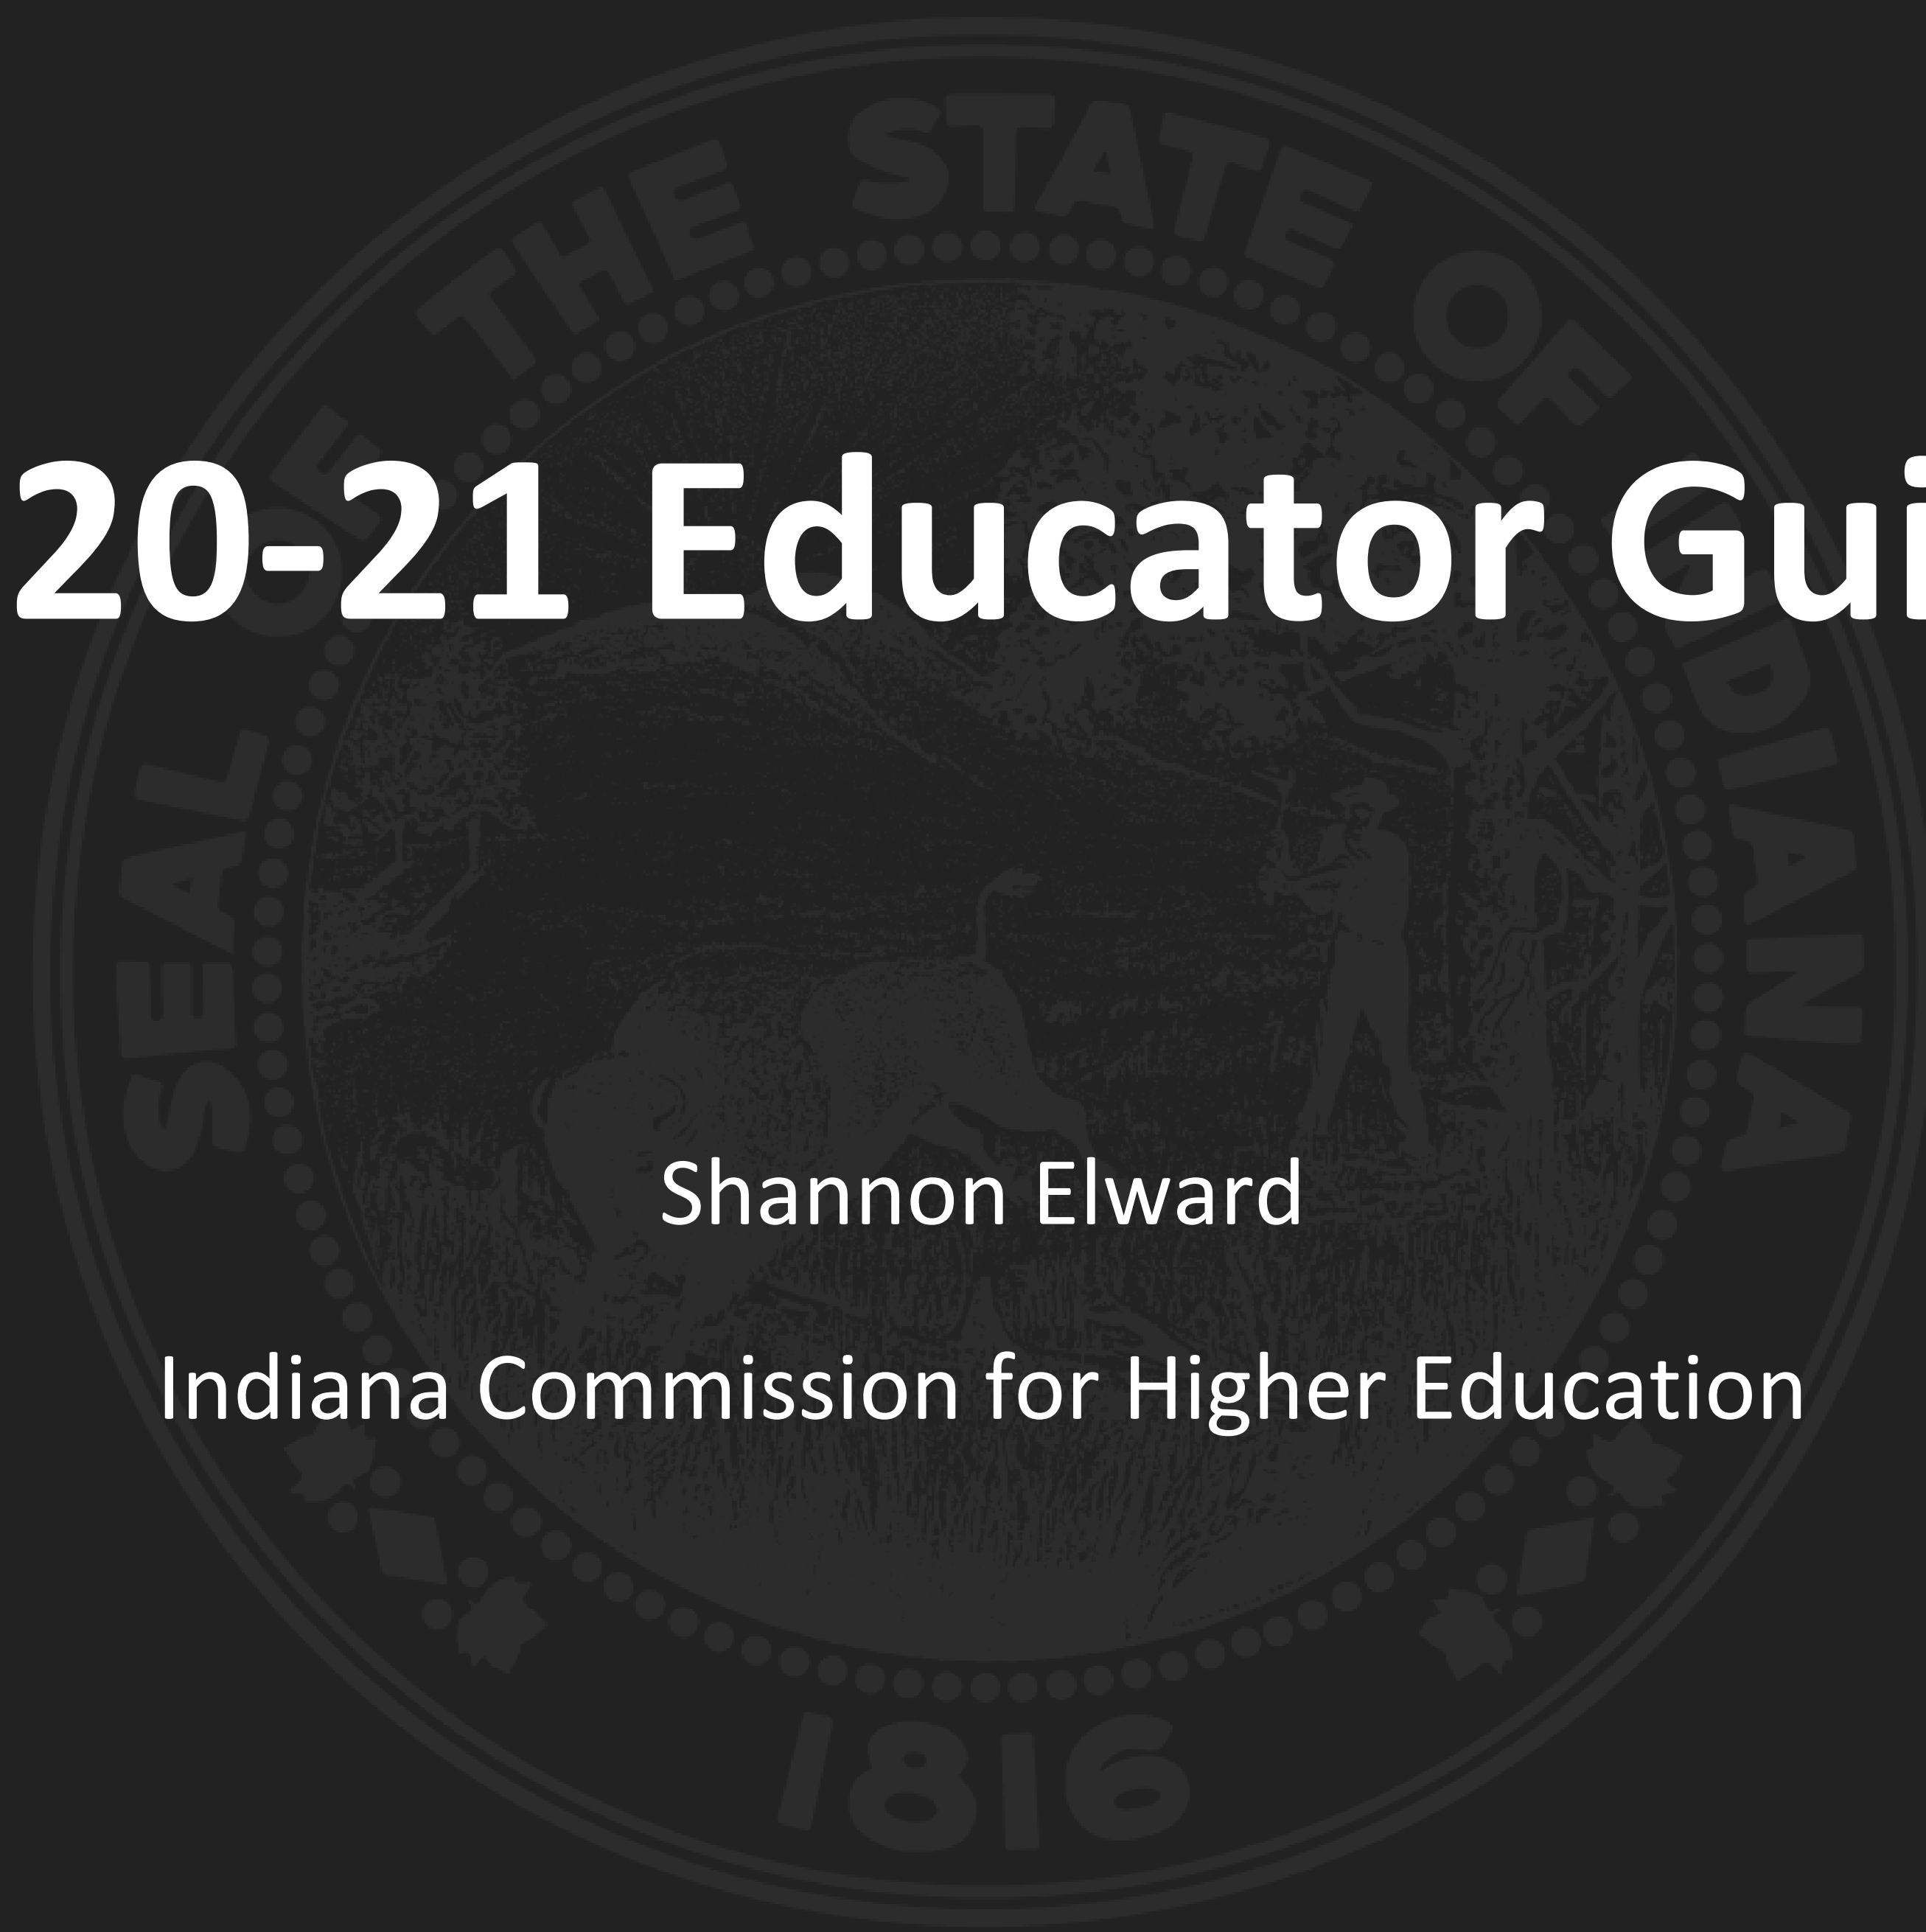 SEAL OF THE STATE OF INDIANA
20-21 Educator Gui
Shannon Elward
Indiana Commission for Higher Education
1816